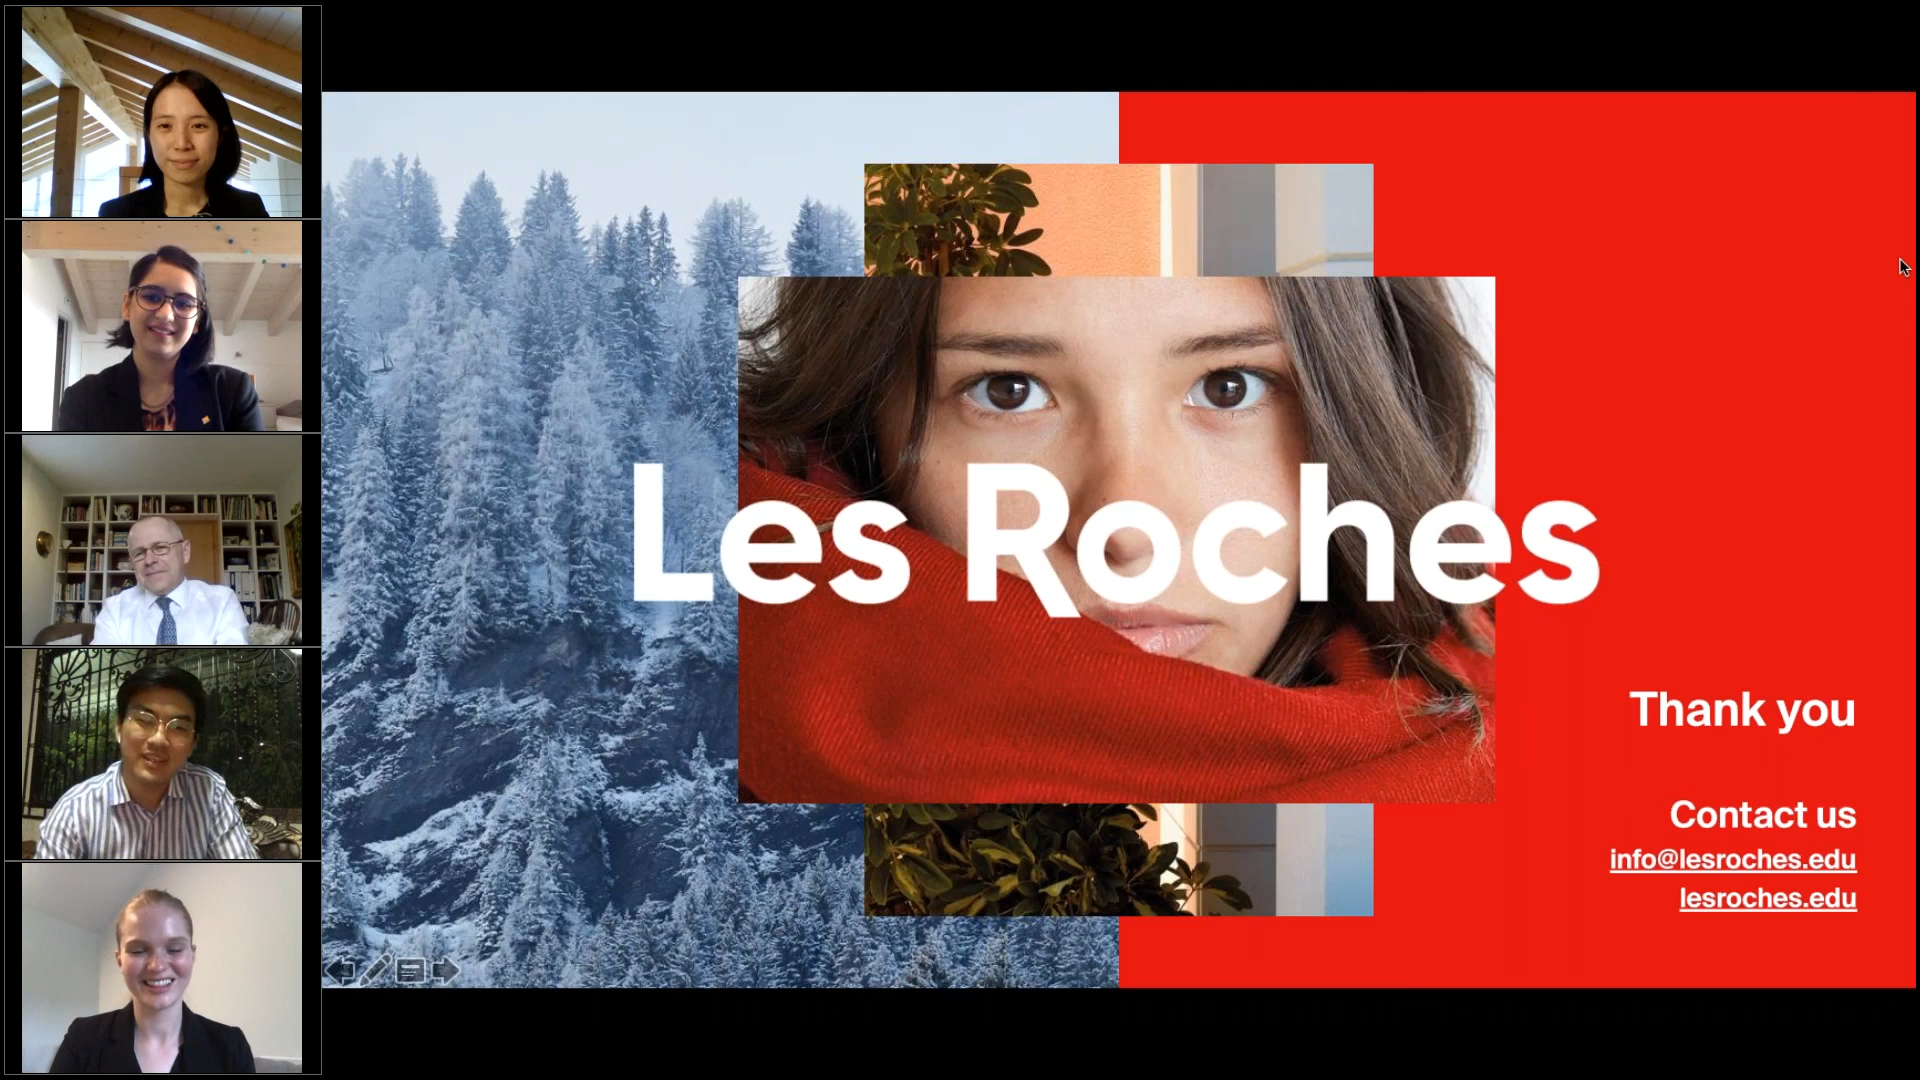 Les Roches
Thank you
Contact us
info@lesroches.edu
lesroches.edu